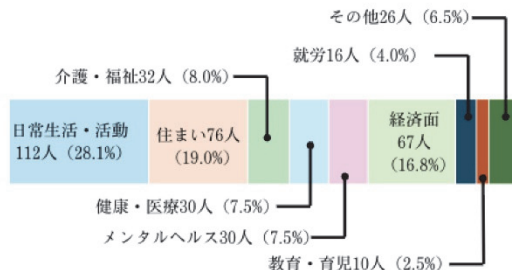 その他26人（6.5%）
就労16人（4.0%）
介護・福祉32人（8.0%）
日常生活・活動
112人（28.1%）
住まい76人
（19.0%）
経済面
67人
（16.8%）
健康・医療30人（7.5%）
メンタルヘルス30人（7.5%）
教育・育児10人（2.5%）